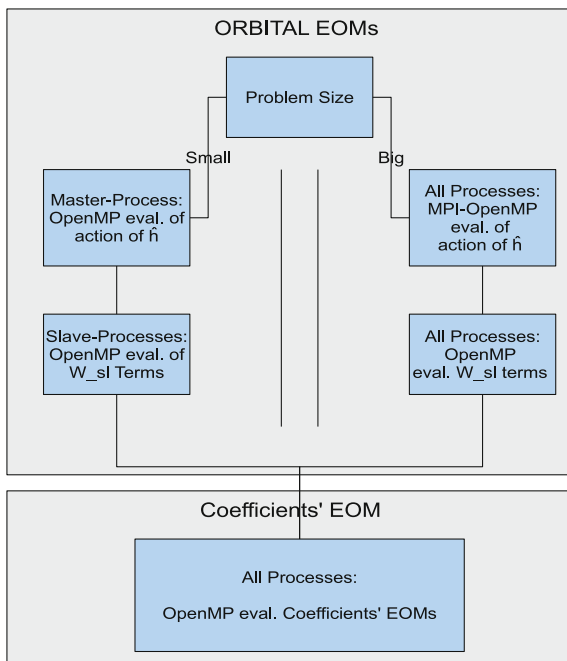 ORBITAL EOMs
Problem Size
Small
Big
Master-Process:
OpenMP eval. of
action of ĥ
All Processes:
MPI-OpenMP
eval. of
action of ĥ
Slave-Processes:
OpenMP eval. of
W_sl Terms
All Processes:
OpenMP
eval. W_sl terms
Coefficients' EOM
All Processes:
OpenMP eval. Coefficients' EOMs